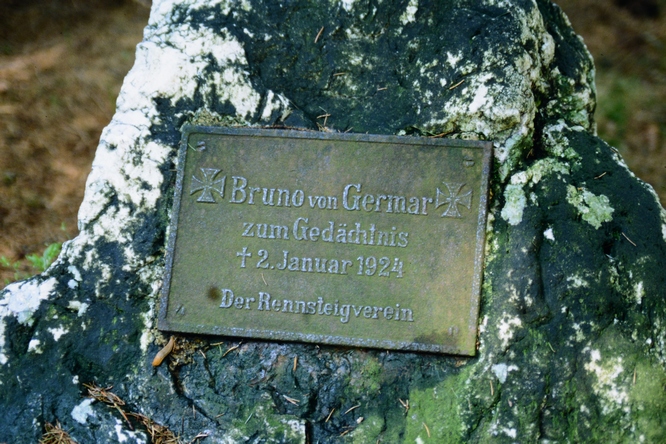 Bruno von Germar
zum Gedächtnis
† 2. Januar 1924
Der Rennsteigverein